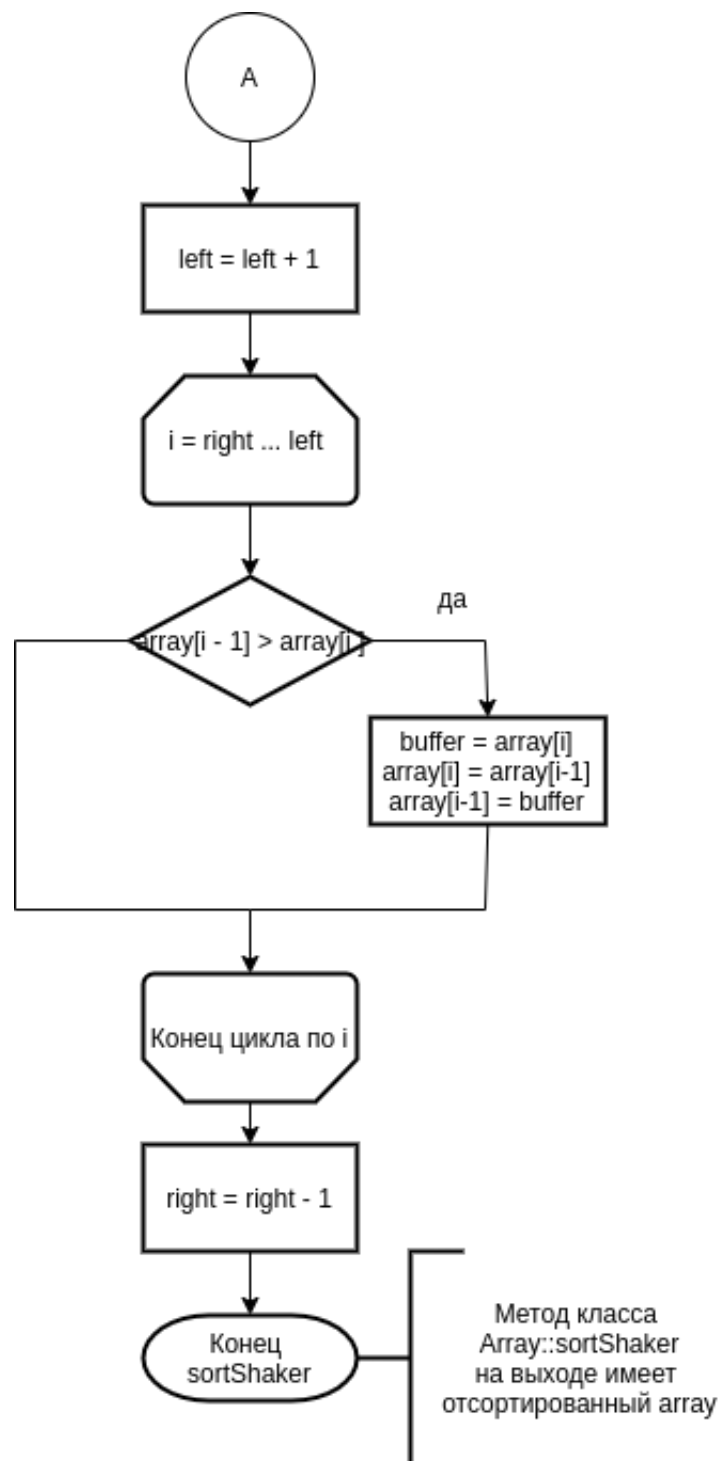 A
left = left + 1
i = right ... left
array[i - 1] > array[i ]
да
buffer = array[i]
array[i] = array[i-1]
array[i-1] = buffer
Конец цикла по i
right = right - 1
Конец
sortShaker
Метод класса
Array::sortShaker
на выходе имеет
отсортированный array